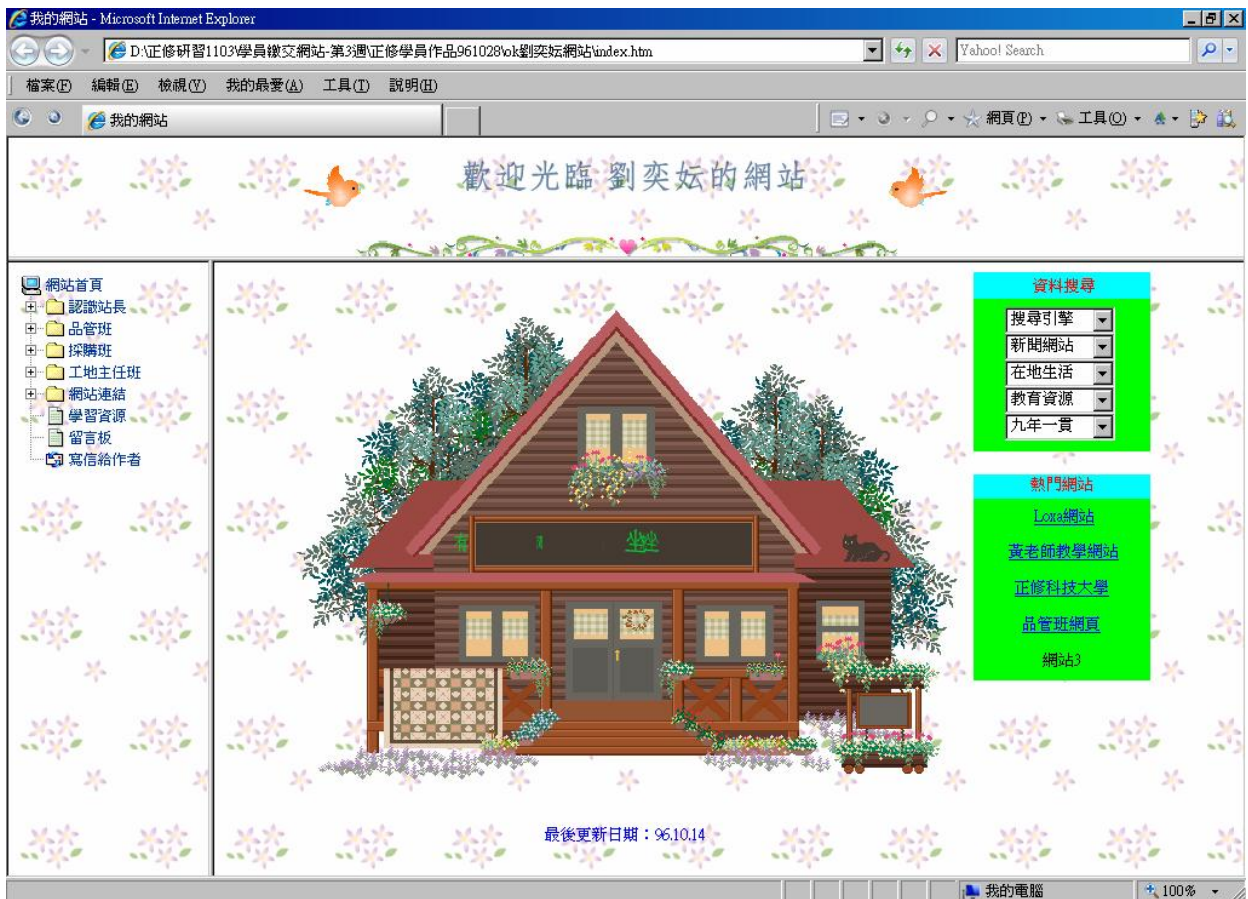 我的網站 - Microsoft Internet Explorer
D:\正修研習1103\學員繳交網站-第3週\正修學員作品961028\ok劉奕妘網站\index.htm
Yahoo! Search
檔案(F) 編輯(E) 檢視(V) 我的最愛(A) 工具(T) 說明(H)
我的網站
網頁(P) 工具(O)
歡迎光臨 劉奕妘的網站
網站首頁
認識站長
品管班
採購班
工地主任班
網站連結
學習資源
留言板
寫信給作者
資料搜尋
搜尋引擎
新聞網站
在地生活
教育資源
九年一貫
熱門網站
Loxa網站
黃老師教學網站
正修科技大學
品管班網頁
網站3
最後更新日期：96.10.14
我的電腦
100%